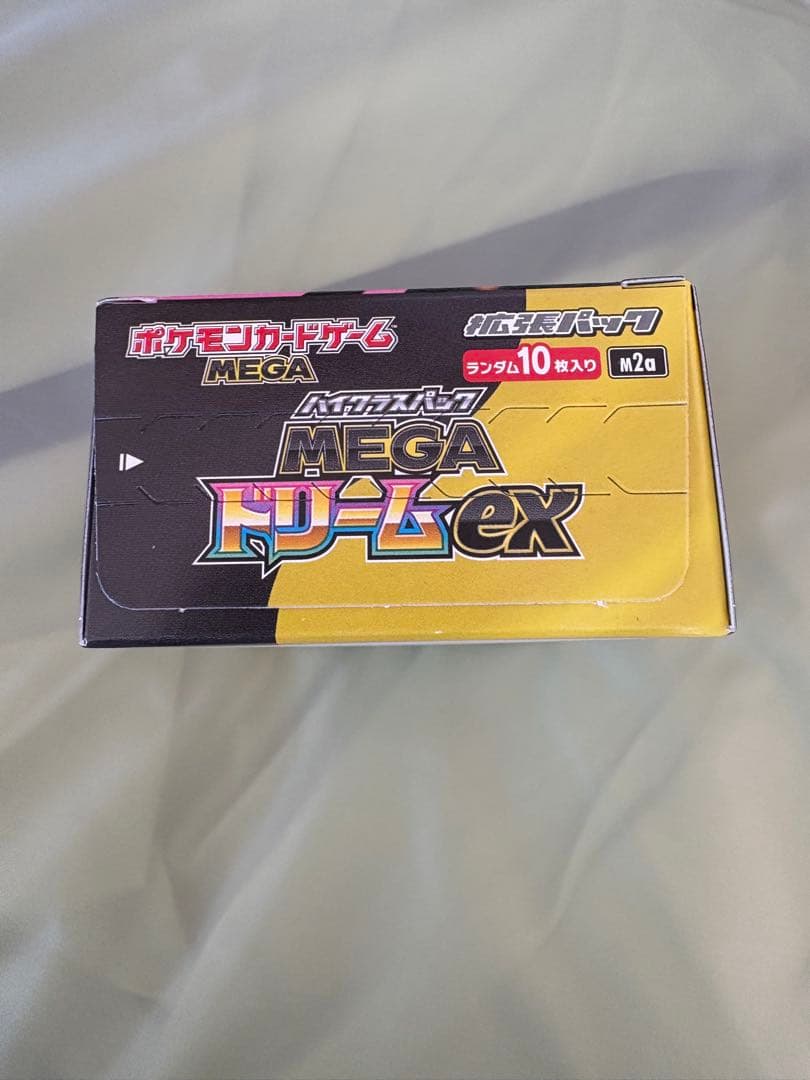 ポケモンカードゲーム™
MEGA
拡張パック
ランダム10枚入り
M2a
ハイクラスパック
MEGA
ドリームex